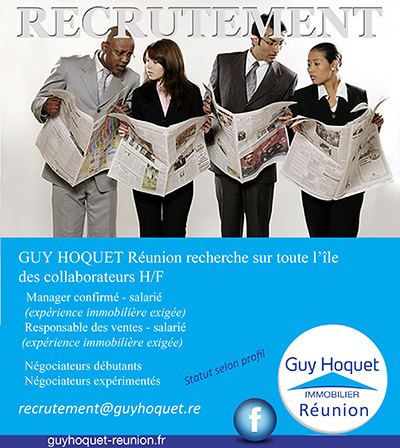 RECRUTEMENT
GUY HOQUET Réunion recherche sur toute l'île
des collaborateurs H/F
Manager confirmé - salarié
(expérience immobilière exigée)
Responsable des ventes - salarié
(expérience immobilière exigée)
Négociateurs débutants
Négociateurs expérimentés
Statut selon profil
Guy Hoquet
IMMOBILIER
Réunion
recrutement@guyhoquet.re
f
guyhoquet-reunion.fr